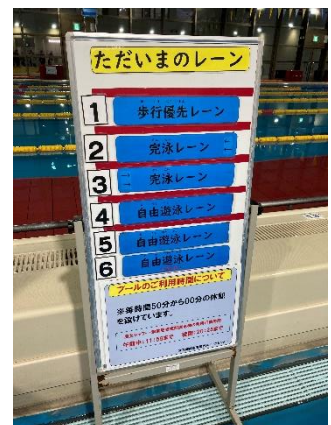 ただいまのレーン
1 歩行優先レーン
2 完泳レーン
3 完泳レーン
4 自由遊泳レーン
5 自由遊泳レーン
6 自由遊泳レーン
プールのご利用時間について
※毎時間50分から00分の休憩
を設けています。